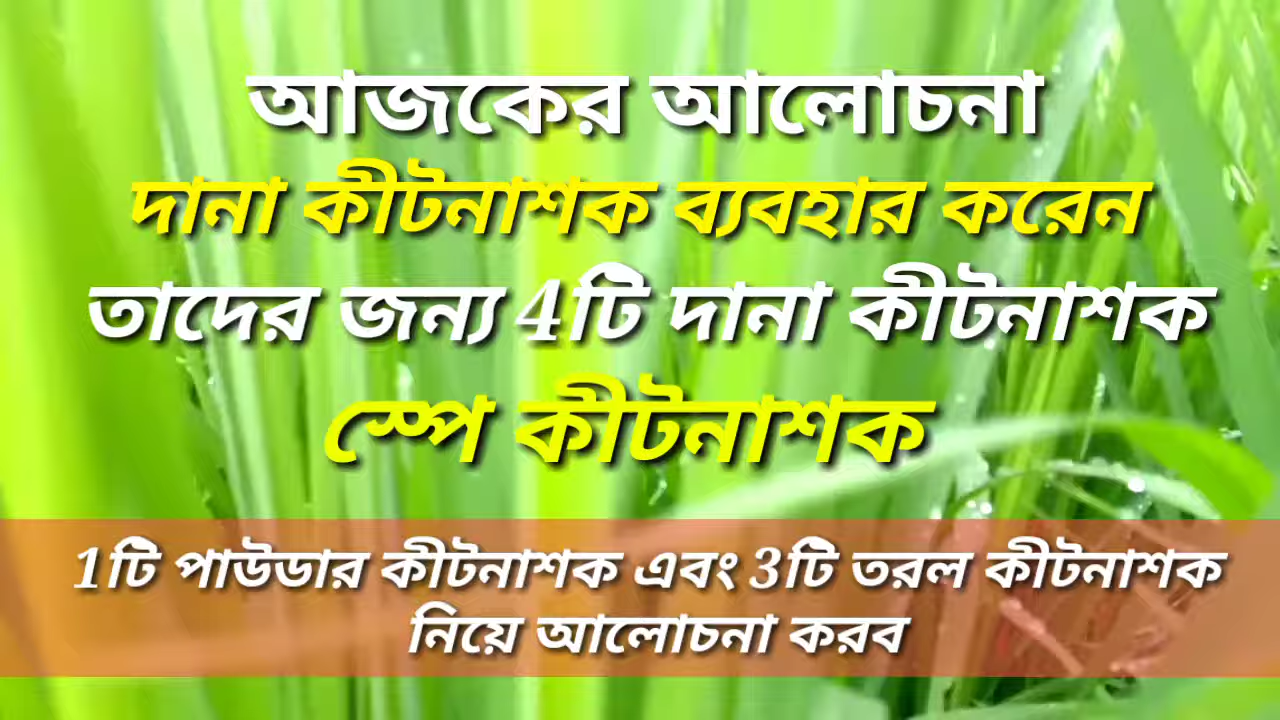 আজকের আলোচনা
দানা কীটনাশক ব্যবহার করেন
তাদের জন্য 4টি দানা কীটনাশক
স্পে কীটনাশক
1টি পাউডার কীটনাশক এবং 3টি তরল কীটনাশক
নিয়ে আলোচনা করব